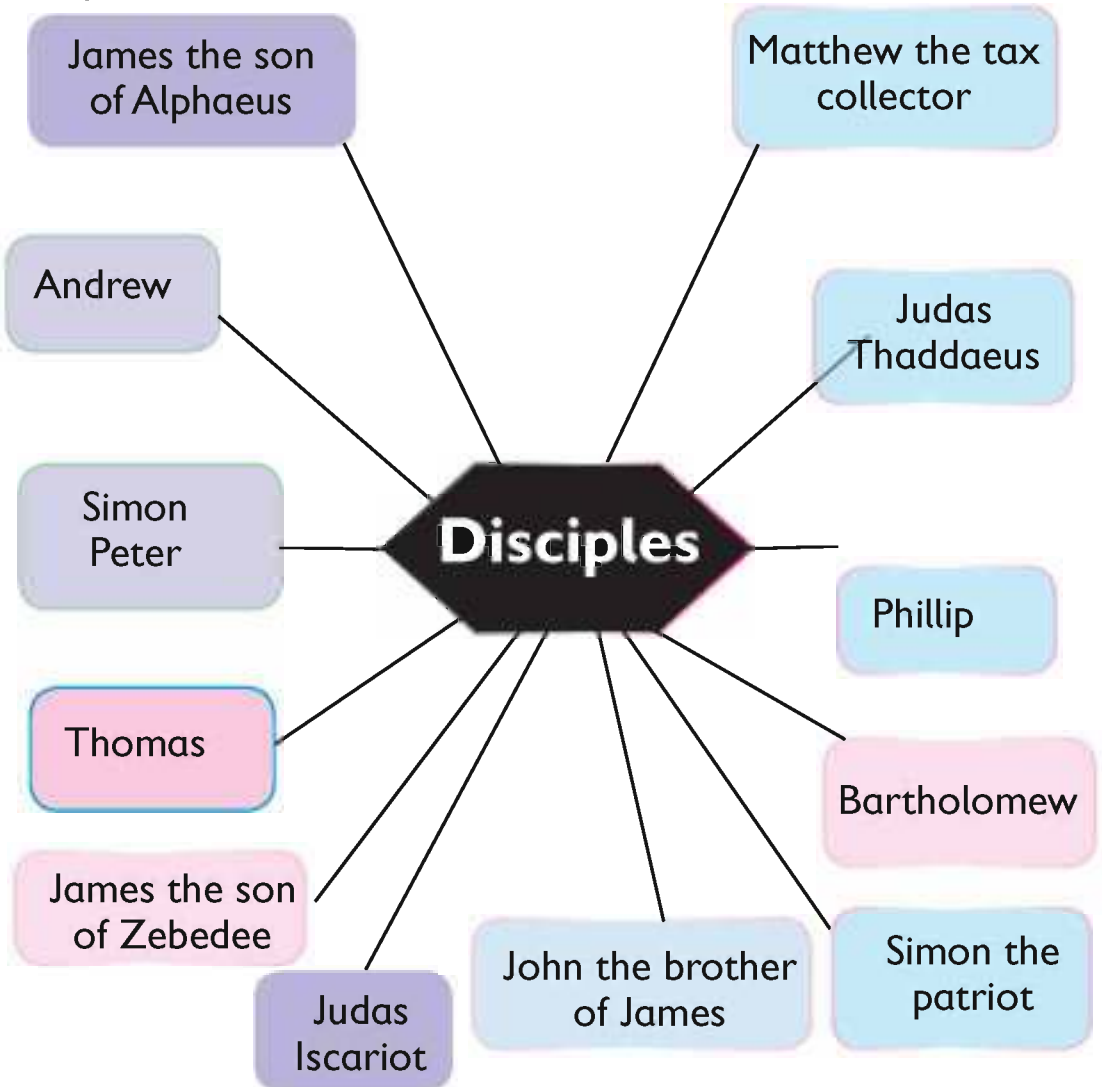 James the son
of Alphaeus
Matthew the tax
collector
Andrew
Judas
Thaddaeus
Simon
Peter
Disciples
Phillip
Thomas
Bartholomew
James the son
of Zebedee
Judas
Iscariot
John the brother
of James
Simon the
patriot